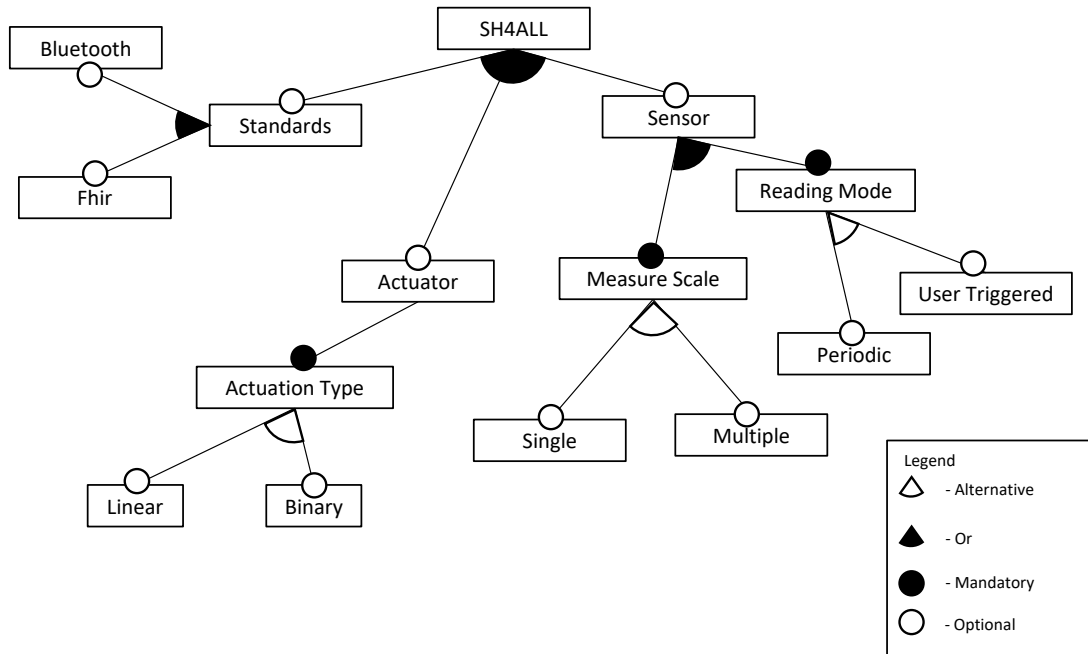 SH4ALL
Bluetooth
Standards
Sensor
Fhir
Reading Mode
Actuator
Measure Scale
User Triggered
Periodic
Actuation Type
Single
Multiple
Linear
Binary
Legend
- Alternative
- Or
- Mandatory
- Optional